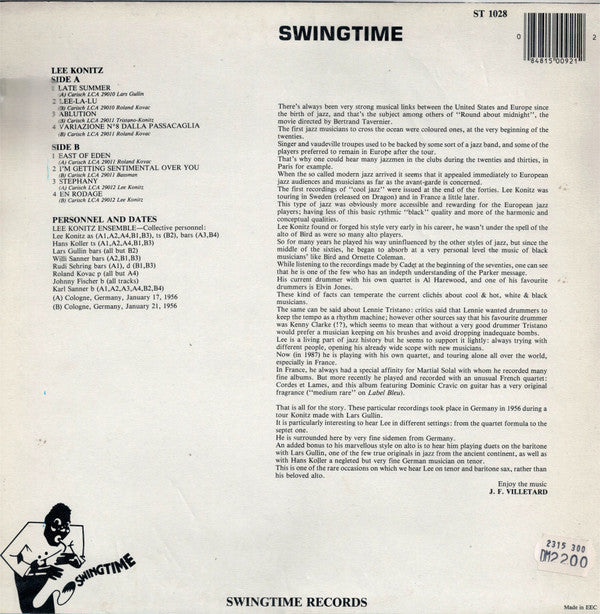 ST 1028
SWINGTIME
0
2
84815 00921
LEE KONITZ
SIDE A
1 LATE SUMMER
(A) Carisch LCA 29010 Lars Gullin
2 LEE-LA-LU
(B) Carisch LCA 29010 Roland Kovac
3 ABLUTION
(B) Carisch LCA 29011 Tristano-Konitz
4 VARIAZIONE N°8 DALLA PASSACAGLIA
(B) Carisch LCA 29011 Roland Kovac
SIDE B
1 EAST OF EDEN
(A) Carisch LCA 29011 Roland Kovac
2 I'M GETTING SENTIMENTAL OVER YOU
(B) Carisch LCA 29011 Bassman
3 STEPHANY
(A) Carisch LCA 29012 Lee Konitz
4 EN RODAGE
(B) Carisch LCA 29012 Lee Konitz
PERSONNEL AND DATES
LEE KONITZ ENSEMBLE—Collective personnel:
Lee Konitz as (A1,A2,A4,B1,B3), ts (B2), bars (A3,B4)
Hans Koller ts (A1,A2,A4,B1,B3)
Lars Gullin bars (all but B2)
Willi Sanner bars (A2,B1,B3)
Rudi Sehring bars (A1), d (B1,B3)
Roland Kovac p (all but A4)
Johnny Fischer b (all tracks)
Karl Sanner b (A1,A2,A3,A4,B2,B4)
(A) Cologne, Germany, January 17, 1956
(B) Cologne, Germany, January 21, 1956
There's always been very strong musical links between the United States and Europe since
the birth of jazz, and that's the subject among others of "Round about midnight", the
movie directed by Bertrand Tavernier.
The first jazz musicians to cross the ocean were coloured ones, at the very beginning of the
twenties.
Singer and vaudeville troupes used to be backed by some sort of a jazz band, and some of the
players preferred to remain in Europe after the tour.
That's why one could hear many jazzmen in the clubs during the twenties and thirties, in
Paris for example.
When the so called modern jazz arrived it seems that it appealed immediately to European
jazz audiences and musicians as far as the avant-garde is concerned.
The first recordings of "cool jazz" were issued at the end of the forties. Lee Konitz was
touring in Sweden (released on Dragon) and in France a little later.
This type of jazz was obviously more accessible and rewarding for the European jazz
players; having less of this basic rythmic "black" quality and more of the harmonic and
conceptual qualities.
Lee Konitz found or forged his style very early in his career, he wasn't under the spell of the
alto of Bird as were so many alto players.
So for many years he played his way uninfluenced by the other styles of jazz, but since the
middle of the sixties, he began to absorb at a very personal level the music of black
musicians' like Bird and Ornette Coleman.
While listening to the recordings made by Cadet at the beginning of the seventies, one can see
that he is one of the few who has an indepth understanding of the Parker message.
His current drummer with his own quartet is Al Harewood, and one of his favourite
drummers is Elvin Jones.
These kind of facts can temperate the current clichés about cool & hot, white & black
musicians.
The same can be said about Lennie Tristano: critics said that Lennie wanted drummers to
keep the tempo as a rhythm machine; however other sources say that his favourite drummer
was Kenny Clarke (!?), which seems to mean that without a very good drummer Tristano
would prefer a musician keeping on his brushes and avoid dropping inadequate bombs.
Lee is a living part of jazz history but he seems to support it lightly: always trying with
different people, opening his already wide scope with new musicians.
Now (in 1987) he is playing with his own quartet, and touring alone all over the world,
especially in France.
In France, he always had a special affinity for Martial Solal with whom he recorded many
fine albums. But more recently he played and recorded with an unusual French quartet:
Cordes et Lames, and this album featuring Dominic Cravic on guitar has a very original
fragrance ("medium rare" on Label Bleu).
That is all for the story. These particular recordings took place in Germany in 1956 during a
tour Konitz made with Lars Gullin.
It is particularly interesting to hear Lee in different settings: from the quartet formula to the
septet one.
He is surrounded here by very fine sidemen from Germany.
An added bonus to his marvellous style on alto is to hear him playing duets on the baritone
with Lars Gullin, one of the few true originals in jazz from the ancient continent, as well as
with Hans Koller a negleted but very fine German musician on tenor.
This is one of the rare occasions on which we hear Lee on tenor and baritone sax, rather than
his beloved alto.
Enjoy the music
J. F. VILLETARD
2315 300
DM2200
SWINGTIME
SWINGTIME RECORDS
Made in EEC